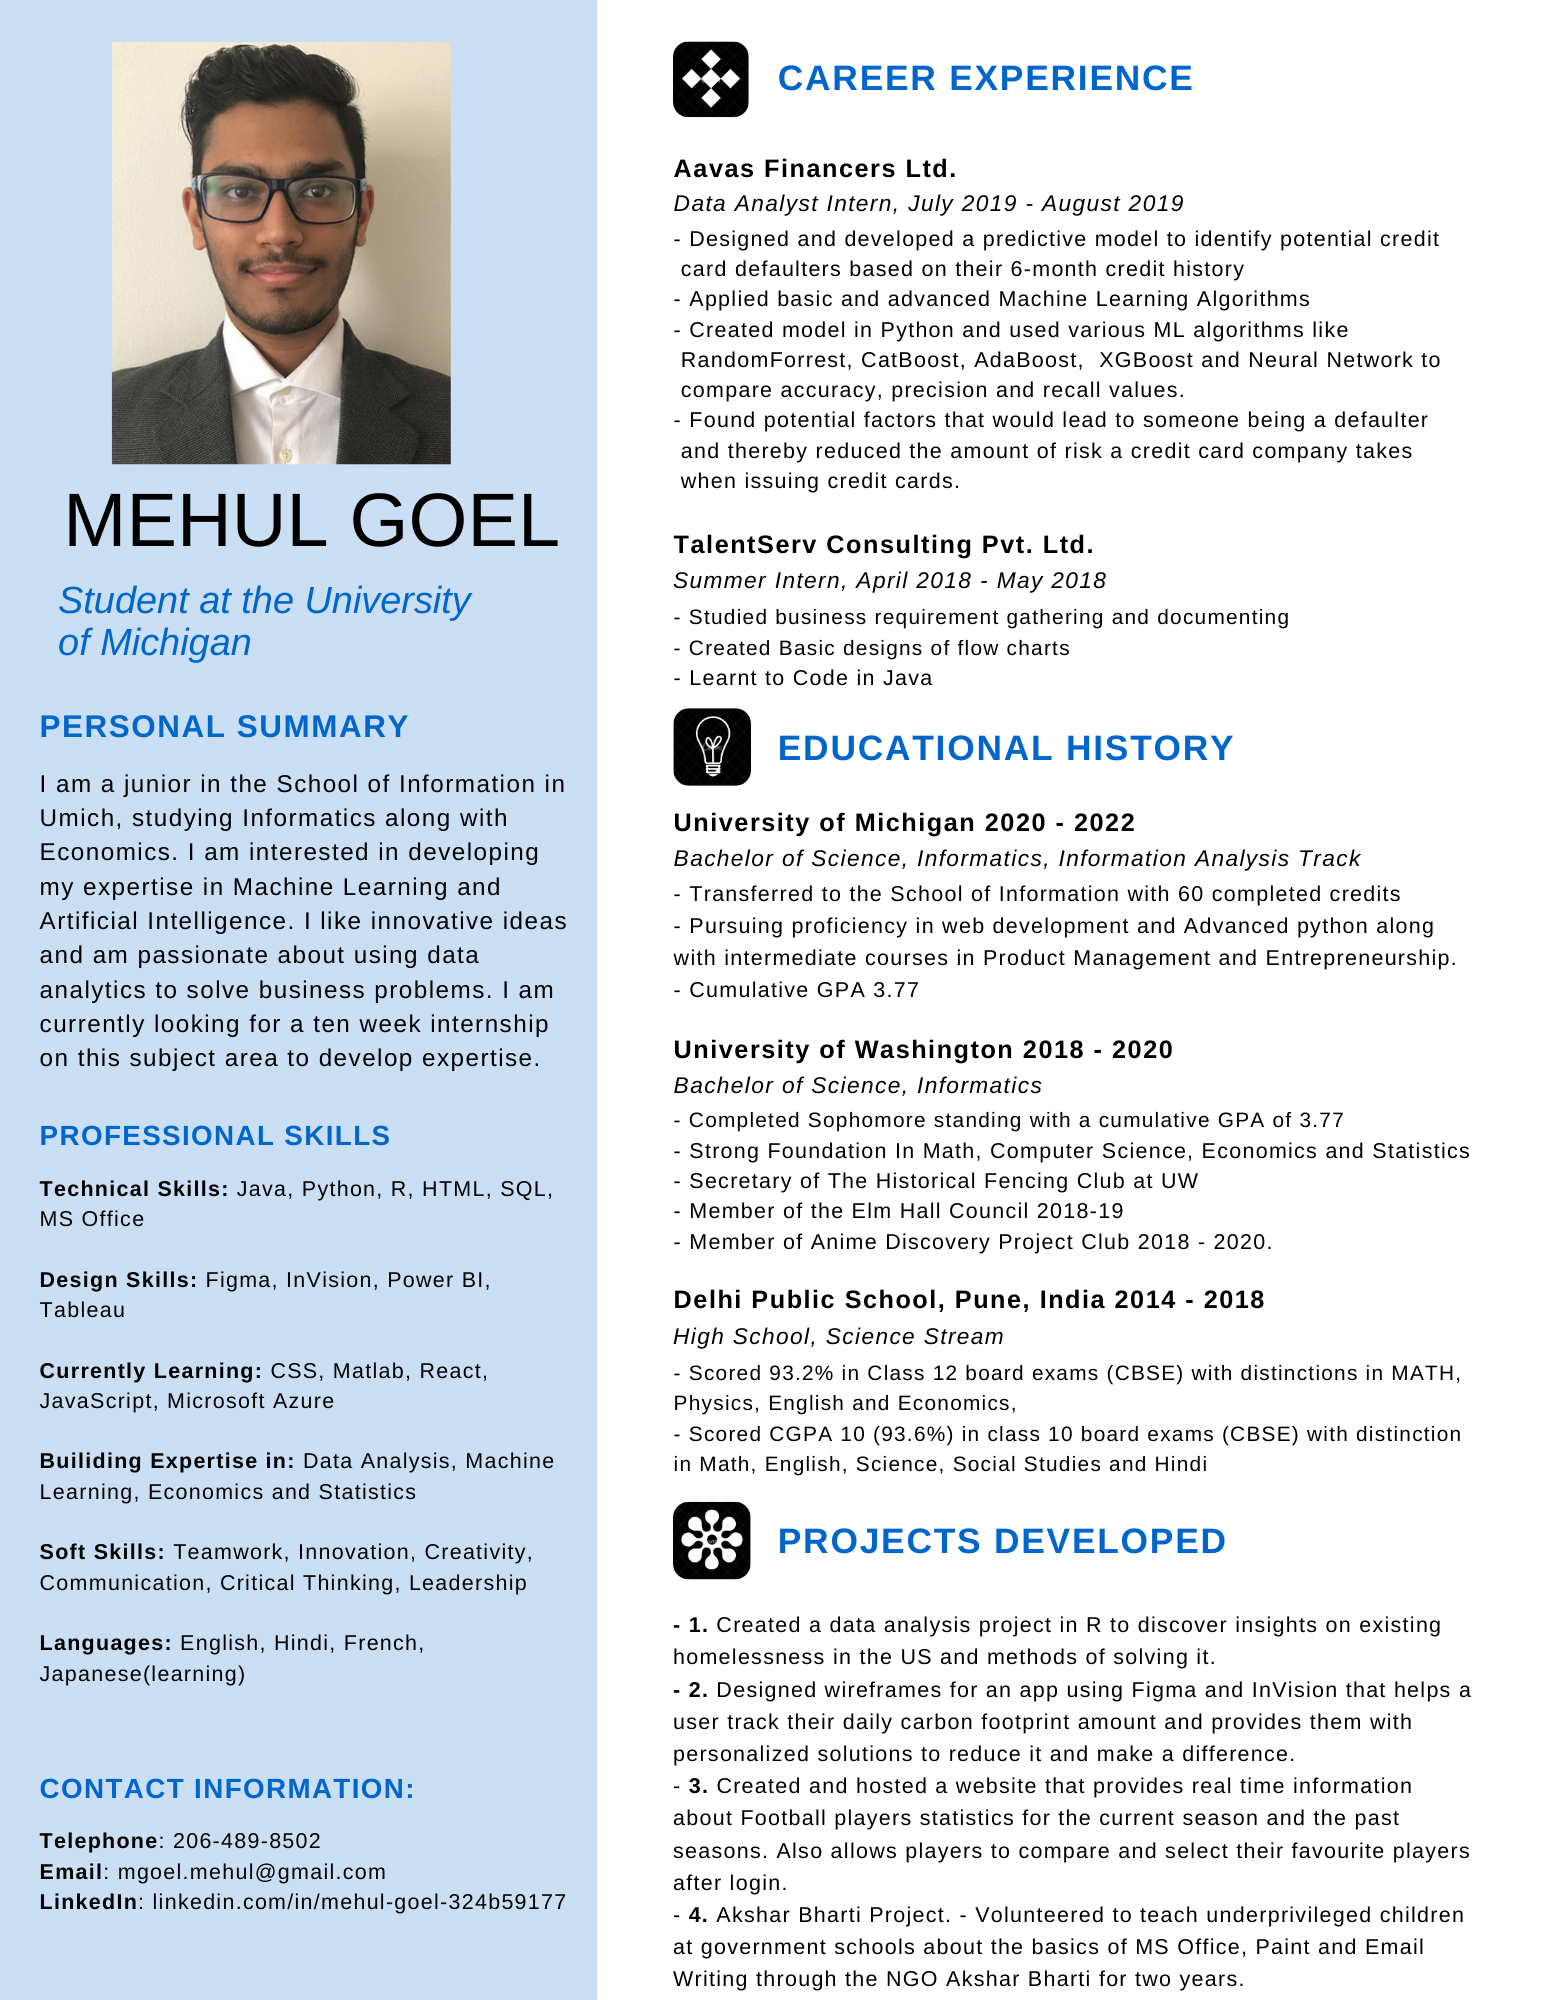 MEHUL GOEL
Student at the University
of Michigan
PERSONAL SUMMARY
I am a junior in the School of Information in
Umich, studying Informatics along with
Economics. I am interested in developing
my expertise in Machine Learning and
Artificial Intelligence. I like innovative ideas
and am passionate about using data
analytics to solve business problems. I am
currently looking for a ten week internship
on this subject area to develop expertise.
PROFESSIONAL SKILLS
Technical Skills: Java, Python, R, HTML, SQL,
MS Office
Design Skills: Figma, InVision, Power BI,
Tableau
Currently Learning: CSS, Matlab, React,
JavaScript, Microsoft Azure
Builiding Expertise in: Data Analysis, Machine
Learning, Economics and Statistics
Soft Skills: Teamwork, Innovation, Creativity,
Communication, Critical Thinking, Leadership
Languages: English, Hindi, French,
Japanese(learning)
CONTACT INFORMATION:
Telephone: 206-489-8502
Email: mgoel.mehul@gmail.com
LinkedIn: linkedin.com/in/mehul-goel-324b59177
CAREER EXPERIENCE
Aavas Financers Ltd.
Data Analyst Intern, July 2019 - August 2019
- Designed and developed a predictive model to identify potential credit
card defaulters based on their 6-month credit history
- Applied basic and advanced Machine Learning Algorithms
- Created model in Python and used various ML algorithms like
RandomForrest, CatBoost, AdaBoost,  XGBoost and Neural Network to
compare accuracy, precision and recall values.
- Found potential factors that would lead to someone being a defaulter
and thereby reduced the amount of risk a credit card company takes
when issuing credit cards.
TalentServ Consulting Pvt. Ltd.
Summer Intern, April 2018 - May 2018
- Studied business requirement gathering and documenting
- Created Basic designs of flow charts
- Learnt to Code in Java
EDUCATIONAL HISTORY
University of Michigan 2020 - 2022
Bachelor of Science, Informatics, Information Analysis Track
- Transferred to the School of Information with 60 completed credits
- Pursuing proficiency in web development and Advanced python along
with intermediate courses in Product Management and Entrepreneurship.
- Cumulative GPA 3.77
University of Washington 2018 - 2020
Bachelor of Science, Informatics
- Completed Sophomore standing with a cumulative GPA of 3.77
- Strong Foundation In Math, Computer Science, Economics and Statistics
- Secretary of The Historical Fencing Club at UW
- Member of the Elm Hall Council 2018-19
- Member of Anime Discovery Project Club 2018 - 2020.
Delhi Public School, Pune, India 2014 - 2018
High School, Science Stream
- Scored 93.2% in Class 12 board exams (CBSE) with distinctions in MATH,
Physics, English and Economics,
- Scored CGPA 10 (93.6%) in class 10 board exams (CBSE) with distinction
in Math, English, Science, Social Studies and Hindi
PROJECTS DEVELOPED
- 1. Created a data analysis project in R to discover insights on existing
homelessness in the US and methods of solving it.
- 2. Designed wireframes for an app using Figma and InVision that helps a
user track their daily carbon footprint amount and provides them with
personalized solutions to reduce it and make a difference.
- 3. Created and hosted a website that provides real time information
about Football players statistics for the current season and the past
seasons. Also allows players to compare and select their favourite players
after login.
- 4. Akshar Bharti Project. - Volunteered to teach underprivileged children
at government schools about the basics of MS Office, Paint and Email
Writing through the NGO Akshar Bharti for two years.